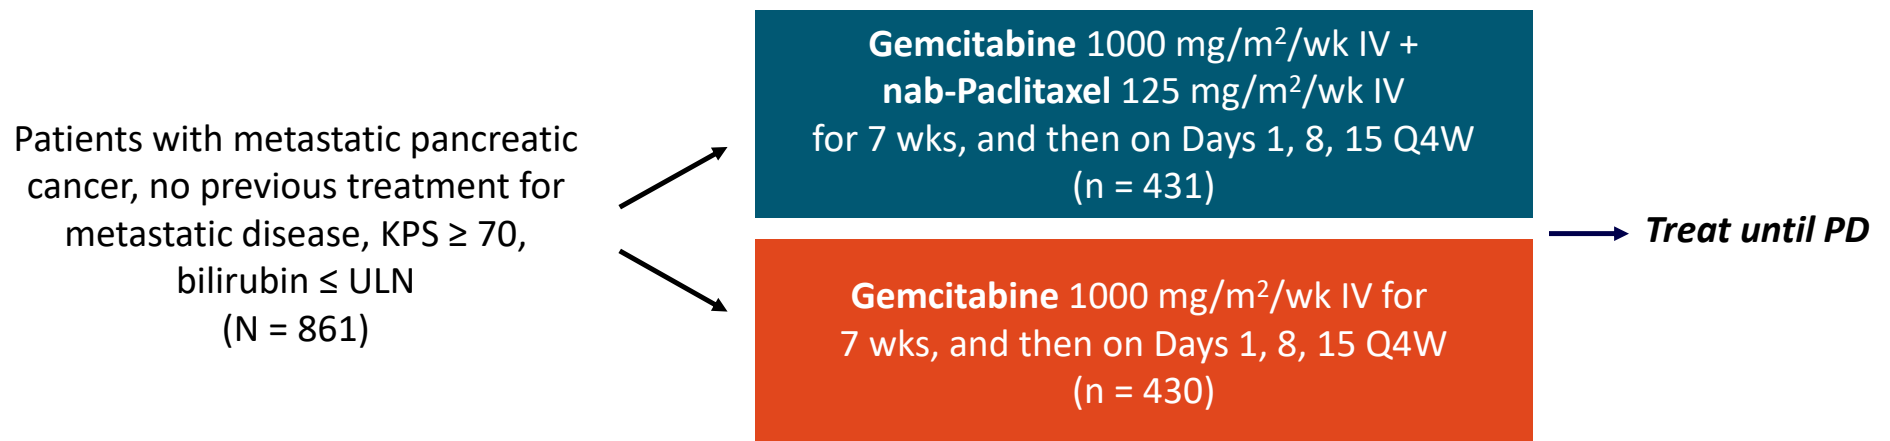 Patients with metastatic pancreatic
cancer, no previous treatment for
metastatic disease, KPS ≥ 70,
bilirubin ≤ ULN
(N = 861)
Gemcitabine 1000 mg/m²/wk IV +
nab-Paclitaxel 125 mg/m²/wk IV
for 7 wks, and then on Days 1, 8, 15 Q4W
(n = 431)
Gemcitabine 1000 mg/m²/wk IV for
7 wks, and then on Days 1, 8, 15 Q4W
(n = 430)
Treat until PD